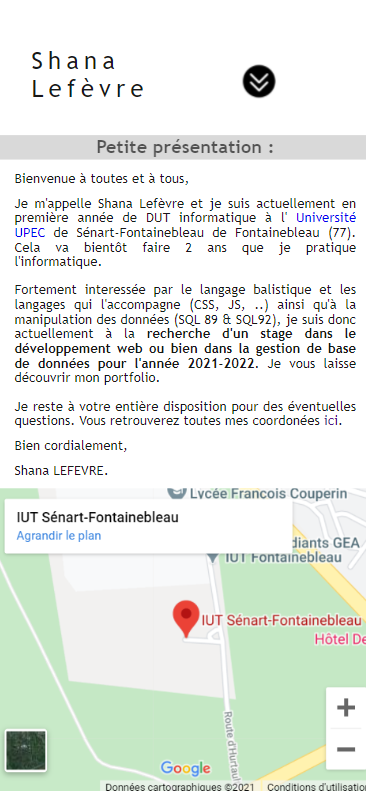 Shana
Lefèvre
Petite présentation :
Bienvenue à toutes et à tous,
Je m'appelle Shana Lefèvre et je suis actuellement en
première année de DUT informatique à l' Université
UPEC de Sénart-Fontainebleau de Fontainebleau (77).
Cela va bientôt faire 2 ans que je pratique
l'informatique.
Fortement interessée par le langage balistique et les
langages qui l'accompagne (CSS, JS, ..) ainsi qu'à la
manipulation des données (SQL 89 & SQL92), je suis donc
actuellement à la recherche d'un stage dans le
développement web ou bien dans la gestion de base
de données pour l'année 2021-2022. Je vous laisse
découvrir mon portfolio.
Je reste à votre entière disposition pour des éventuelles
questions. Vous retrouverez toutes mes coordonées ici.
Bien cordialement,
Shana LEFEVRE.
Lycée Francois Couperin
IUT Sénart-Fontainebleau
Agrandir le plan
diants GEA
IUT Fontainebleau
IUT Sénart-Fontainebleau
Hôtel De
Route d'Hurtaul
Google
Données cartographiques ©2021 Conditions d'utilisation